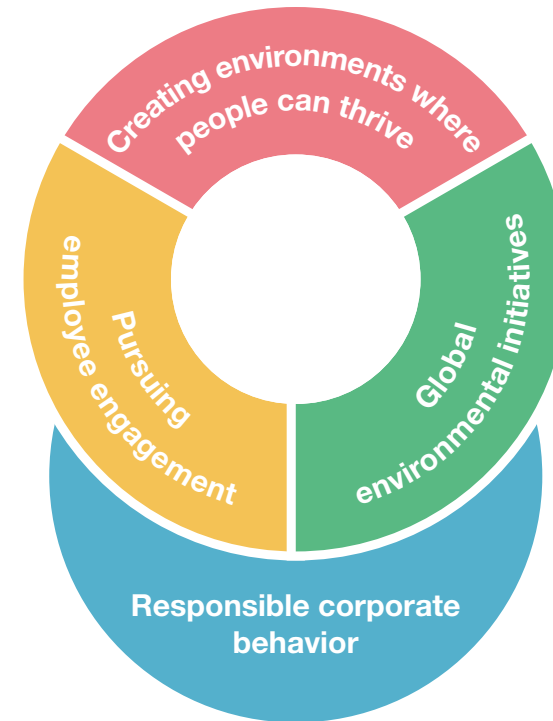 Creating environments where
people can thrive
Pursuing
employee engagement
Global
environmental initiatives
Responsible corporate
behavior